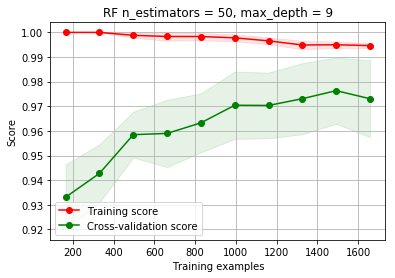 RF n_estimators = 50, max_depth = 9
Score
1.00
0.99
0.98
0.97
0.96
0.95
0.94
0.93
0.92
Training score
Cross-validation score
200 400 600 800 1000 1200 1400 1600
Training examples